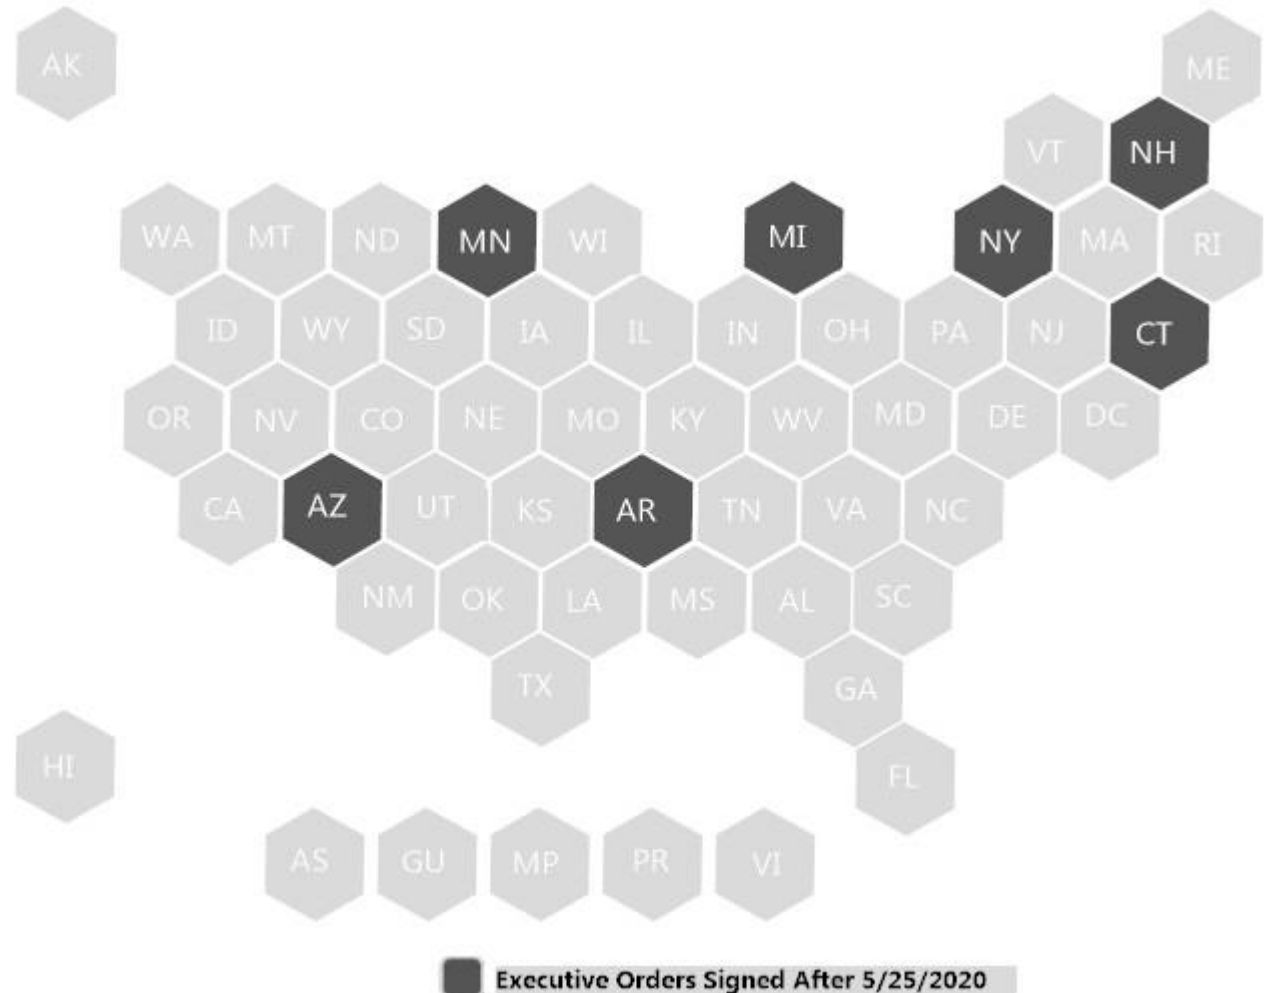 AK
ME
VT
NH
WA MT ND MN WI MI NY MA RI
ID WY SD IA IL IN OH PA NJ CT
OR NV CO NE MO KY WV MD DE DC
CA AZ UT KS AR TN VA NC
NM OK LA MS AL SC
TX GA
HI FL
AS GU MP PR VI
Executive Orders Signed After 5/25/2020